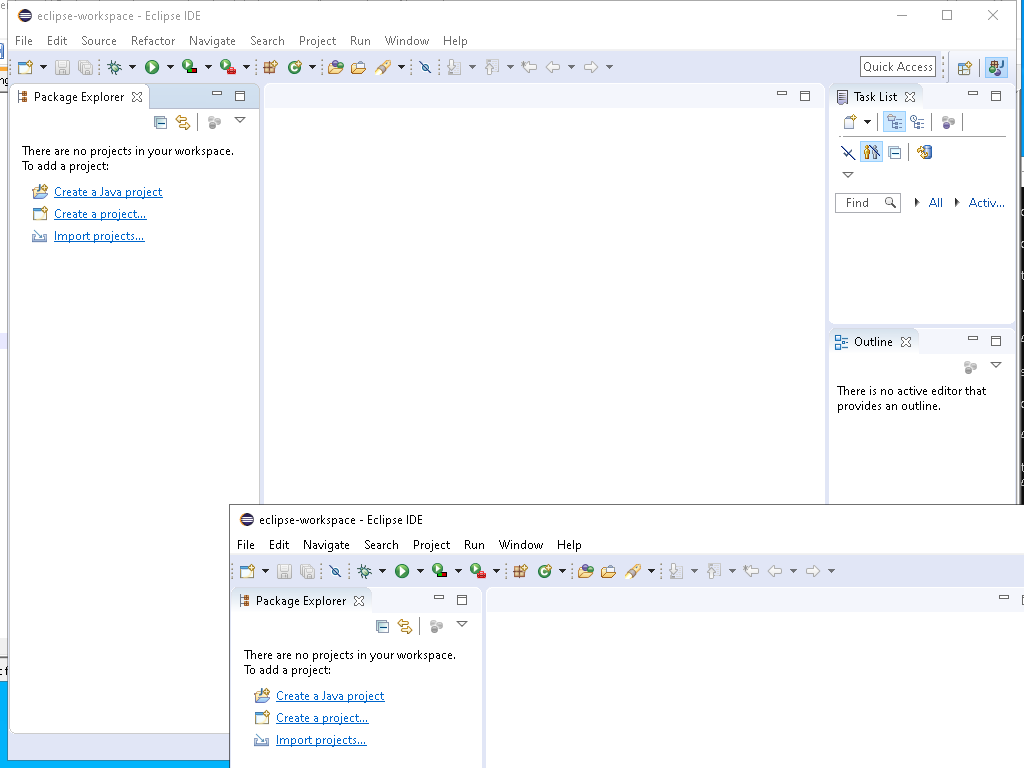 eclipse-workspace - Eclipse IDE
File Edit Source Refactor Navigate Search Project Run Window Help
Quick Access
Package Explorer
There are no projects in your workspace.
To add a project:
Create a Java project
Create a project...
Import projects...
Task List
Find All Activ...
Outline
There is no active editor that
provides an outline.
eclipse-workspace - Eclipse IDE
File Edit Navigate Search Project Run Window Help
Package Explorer
There are no projects in your workspace.
To add a project:
Create a Java project
Create a project...
Import projects...